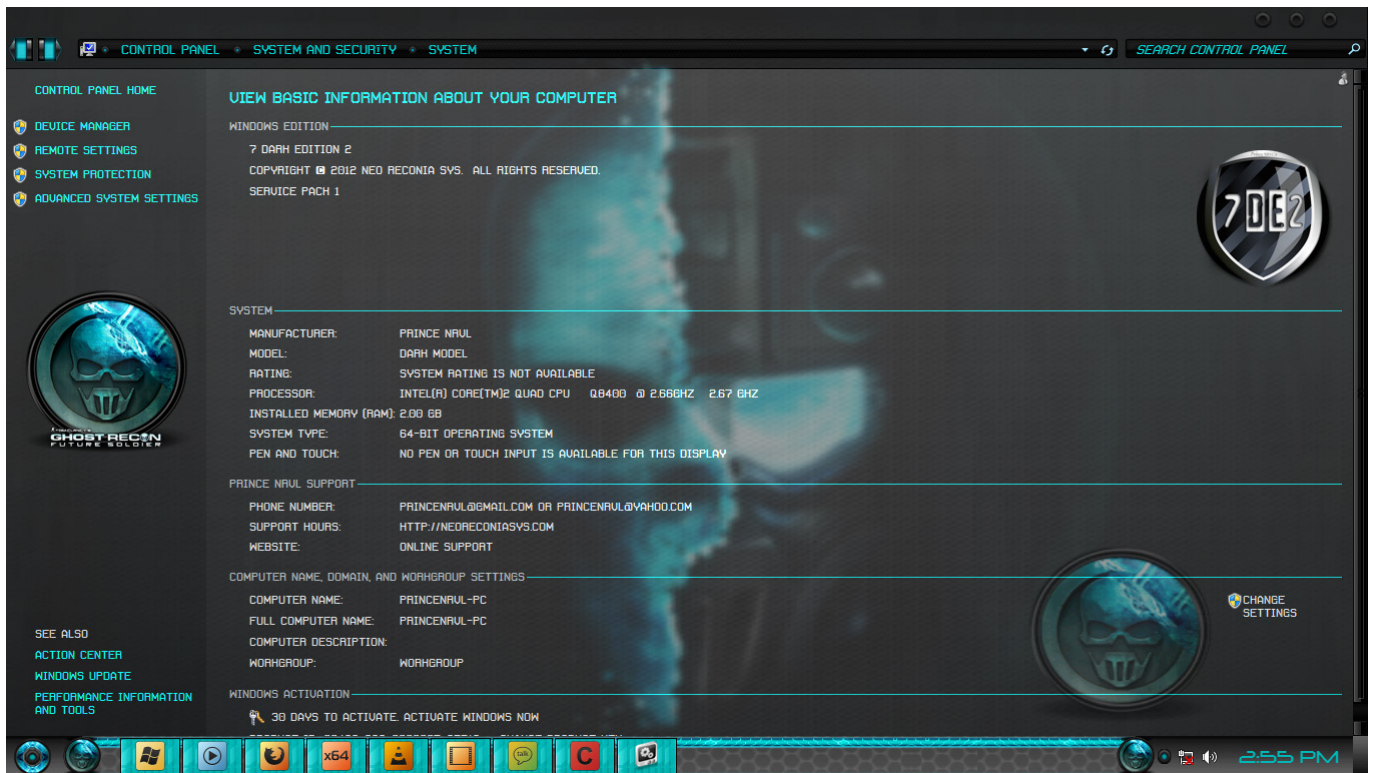 CONTROL PANEL
SYSTEM AND SECURITY
SYSTEM
SEARCH CONTROL PANEL
CONTROL PANEL HOME
DEVICE MANAGER
REMOTE SETTINGS
SYSTEM PROTECTION
ADVANCED SYSTEM SETTINGS
VIEW BASIC INFORMATION ABOUT YOUR COMPUTER
WINDOWS EDITION
7 DARK EDITION 2
COPYRIGHT © 2012 NEO RECONIA SYS. ALL RIGHTS RESERVED.
SERVICE PACK 1
7DE2
GHOST RECON
FUTURE SOLDIER
SYSTEM
MANUFACTURER: PRINCE NRVL
MODEL: DARK MODEL
RATING: SYSTEM RATING IS NOT AVAILABLE
PROCESSOR: INTEL(R) CORE(TM)2 QUAD CPU Q8400 @ 2.66GHZ 2.67 GHZ
INSTALLED MEMORY (RAM): 2.00 GB
SYSTEM TYPE: 64-BIT OPERATING SYSTEM
PEN AND TOUCH: NO PEN OR TOUCH INPUT IS AVAILABLE FOR THIS DISPLAY
PRINCE NRVL SUPPORT
PHONE NUMBER: PRINCENRVL@GMAIL.COM OR PRINCENRVL@YAHOO.COM
SUPPORT HOURS: HTTP://NEORECONIASYS.COM
WEBSITE: ONLINE SUPPORT
COMPUTER NAME, DOMAIN, AND WORKGROUP SETTINGS
COMPUTER NAME: PRINCENRVL-PC
FULL COMPUTER NAME: PRINCENRVL-PC
COMPUTER DESCRIPTION:
WORKGROUP: WORKGROUP
CHANGE
SETTINGS
WINDOWS ACTIVATION
30 DAYS TO ACTIVATE. ACTIVATE WINDOWS NOW
SEE ALSO
ACTION CENTER
WINDOWS UPDATE
PERFORMANCE INFORMATION
AND TOOLS
x64
talk
C
2:55 PM